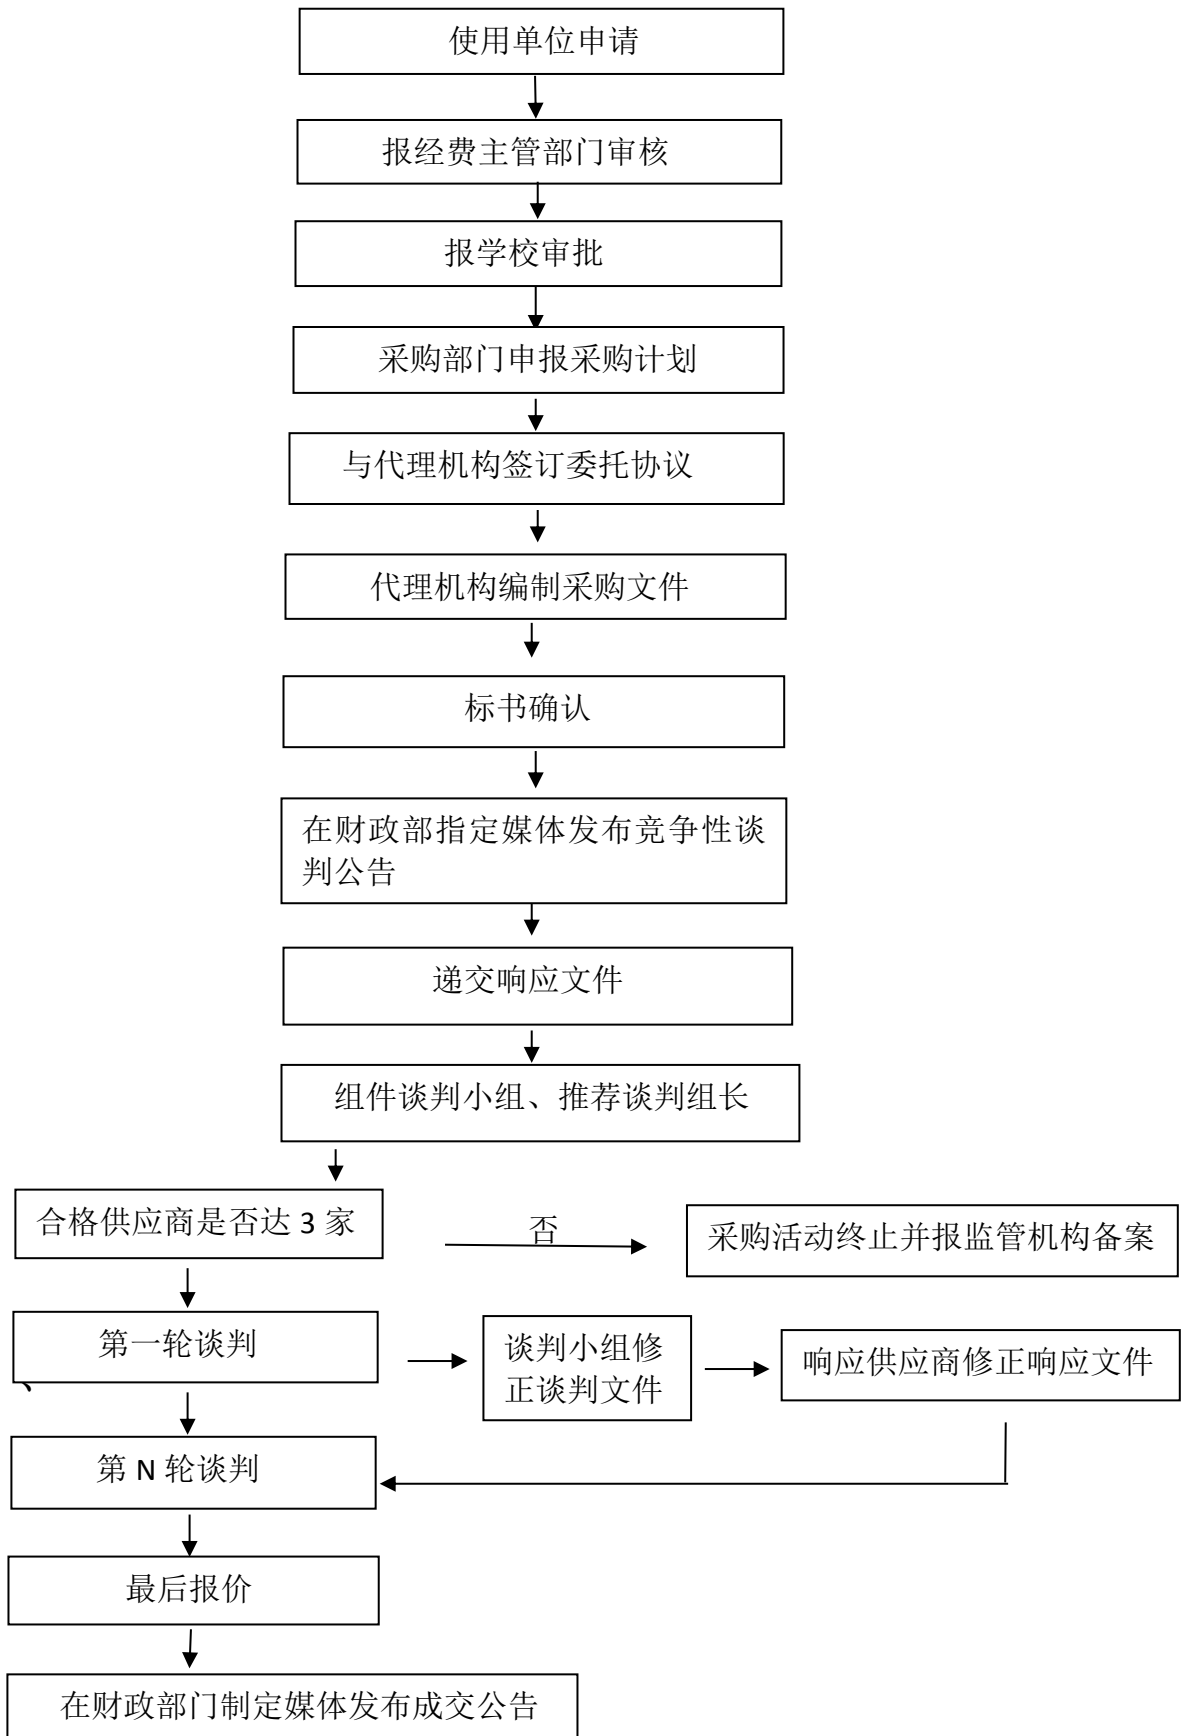 使用单位申请
报经费主管部门审核
报学校审批
采购部门申报采购计划
与代理机构签订委托协议
代理机构编制采购文件
标书确认
在财政部指定媒体发布竞争性谈
判公告
递交响应文件
组件谈判小组、推荐谈判组长
合格供应商是否达 3 家
否
采购活动终止并报监管机构备案
第一轮谈判
谈判小组修
正谈判文件
响应供应商修正响应文件
、
第 N 轮谈判
最后报价
在财政部门制定媒体发布成交公告